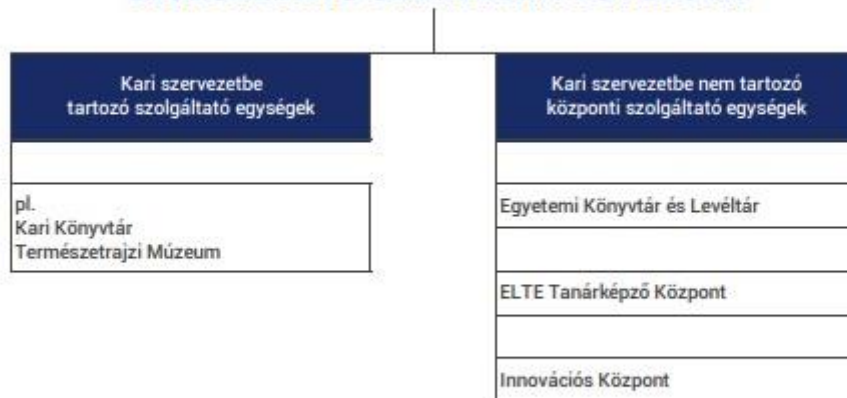 Kari szervezetbe
tartozó szolgáltató egységek
pl.
Kari Könyvtár
Természetrajzi Múzeum
Kari szervezetbe nem tartozó
központi szolgáltató egységek
Egyetemi Könyvtár és Levéltár
ELTE Tanárképző Központ
Innovációs Központ